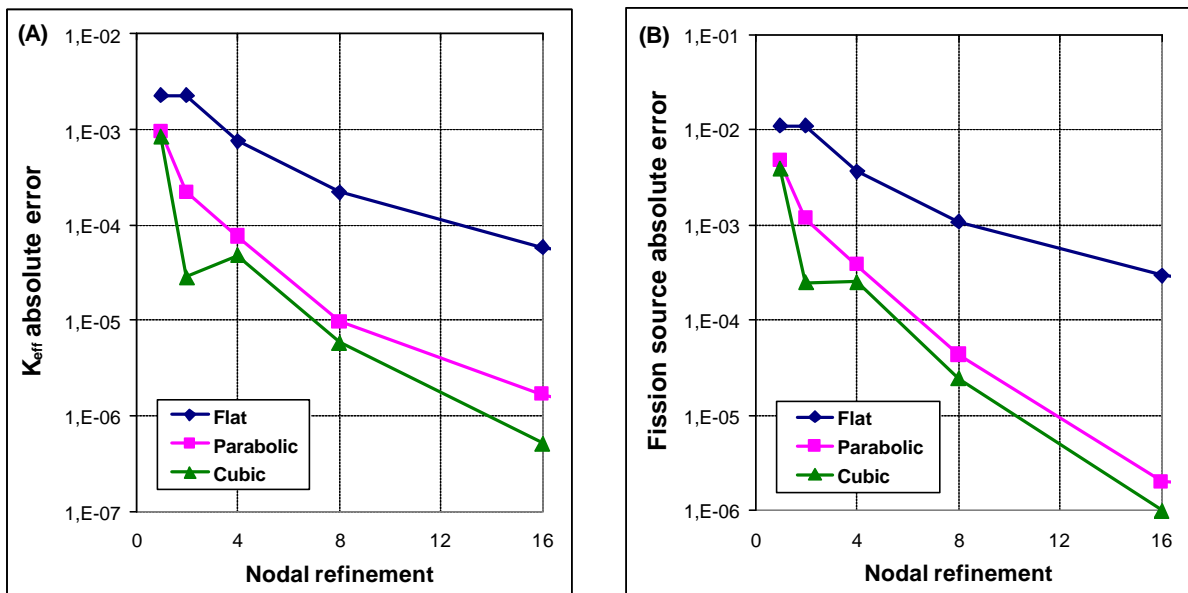 (A)
1,E-02
1,E-03
1,E-04
1,E-05
1,E-06
1,E-07
K_eff absolute error
Flat
Parabolic
Cubic
0 4 8 12 16
Nodal refinement
(B)
1,E-01
1,E-02
1,E-03
1,E-04
1,E-05
1,E-06
Fission source absolute error
Flat
Parabolic
Cubic
0 4 8 12 16
Nodal refinement